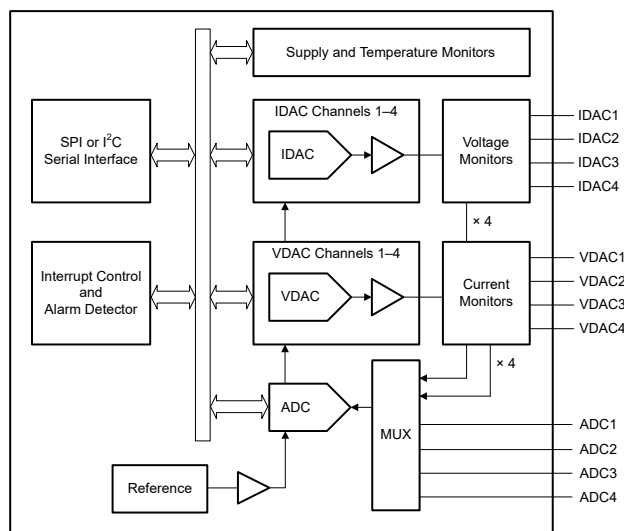 Supply and Temperature Monitors
SPI or I²C
Serial Interface
IDAC Channels 1–4
IDAC
Voltage
Monitors
IDAC1
IDAC2
IDAC3
IDAC4
× 4
Interrupt Control
and
Alarm Detector
VDAC Channels 1–4
VDAC
Current
Monitors
VDAC1
VDAC2
VDAC3
VDAC4
× 4
ADC
MUX
ADC1
ADC2
ADC3
ADC4
Reference